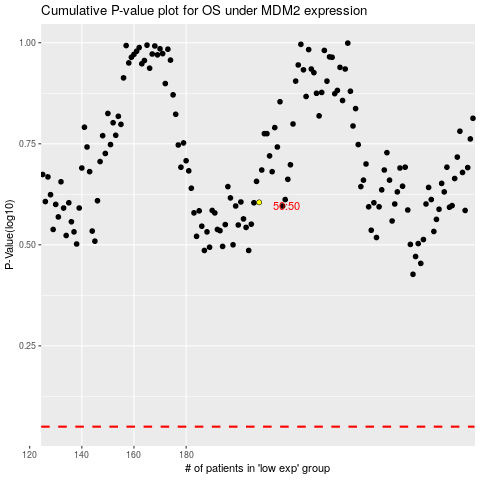 Cumulative P-value plot for OS under MDM2 expression
P-Value(log10)
1.00
0.75
0.50
0.25
50:50
120 140 160 180
# of patients in 'low exp' group